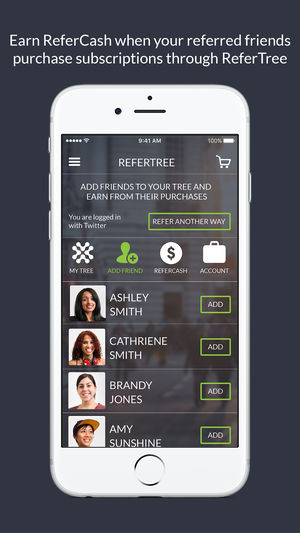 Earn ReferCash when your referred friends
purchase subscriptions through ReferTree
9:41 AM
100%
REFERTREE
ADD FRIENDS TO YOUR TREE AND
EARN FROM THEIR PURCHASES
You are logged in
with Twitter
REFER ANOTHER WAY
MY TREE
ADD FRIEND
$
REFERCASH
ACCOUNT
ASHLEY
SMITH
ADD
CATHRIENE
SMITH
ADD
BRANDY
JONES
ADD
AMY
SUNSHINE
ADD